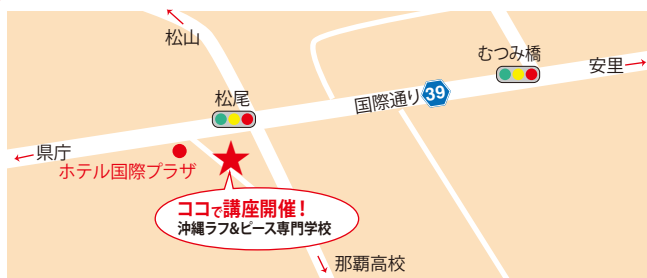 松山
むつみ橋
安里
松尾
国際通り 39
県庁
ホテル国際プラザ
ココで講座開催！
沖縄ラフ&ピース専門学校
那覇高校